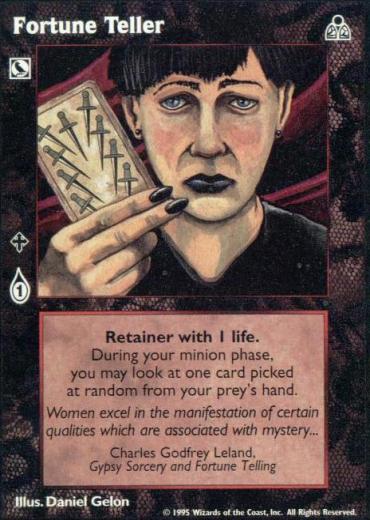 Fortune Teller
1
Retainer with 1 life.
During your minion phase,
you may look at one card picked
at random from your prey's hand.
Women excel in the manifestation of certain
qualities which are associated with mystery...
Charles Godfrey Leland,
Gypsy Sorcery and Fortune Telling
Illus. Daniel Gelon
© 1995 Wizards of the Coast, Inc. All Rights Reserved.